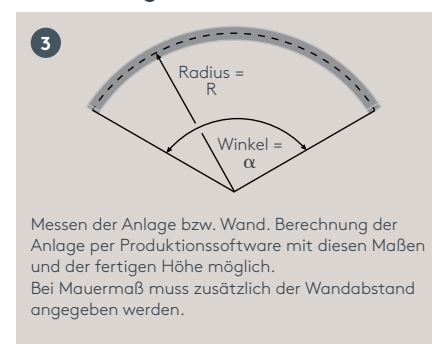 3
Radius =
R
Winkel =
α
Messen der Anlage bzw. Wand. Berechnung der
Anlage per Produktionssoftware mit diesen Maßen
und der fertigen Höhe möglich.
Bei Mauermaß muss zusätzlich der Wandabstand
angegeben werden.